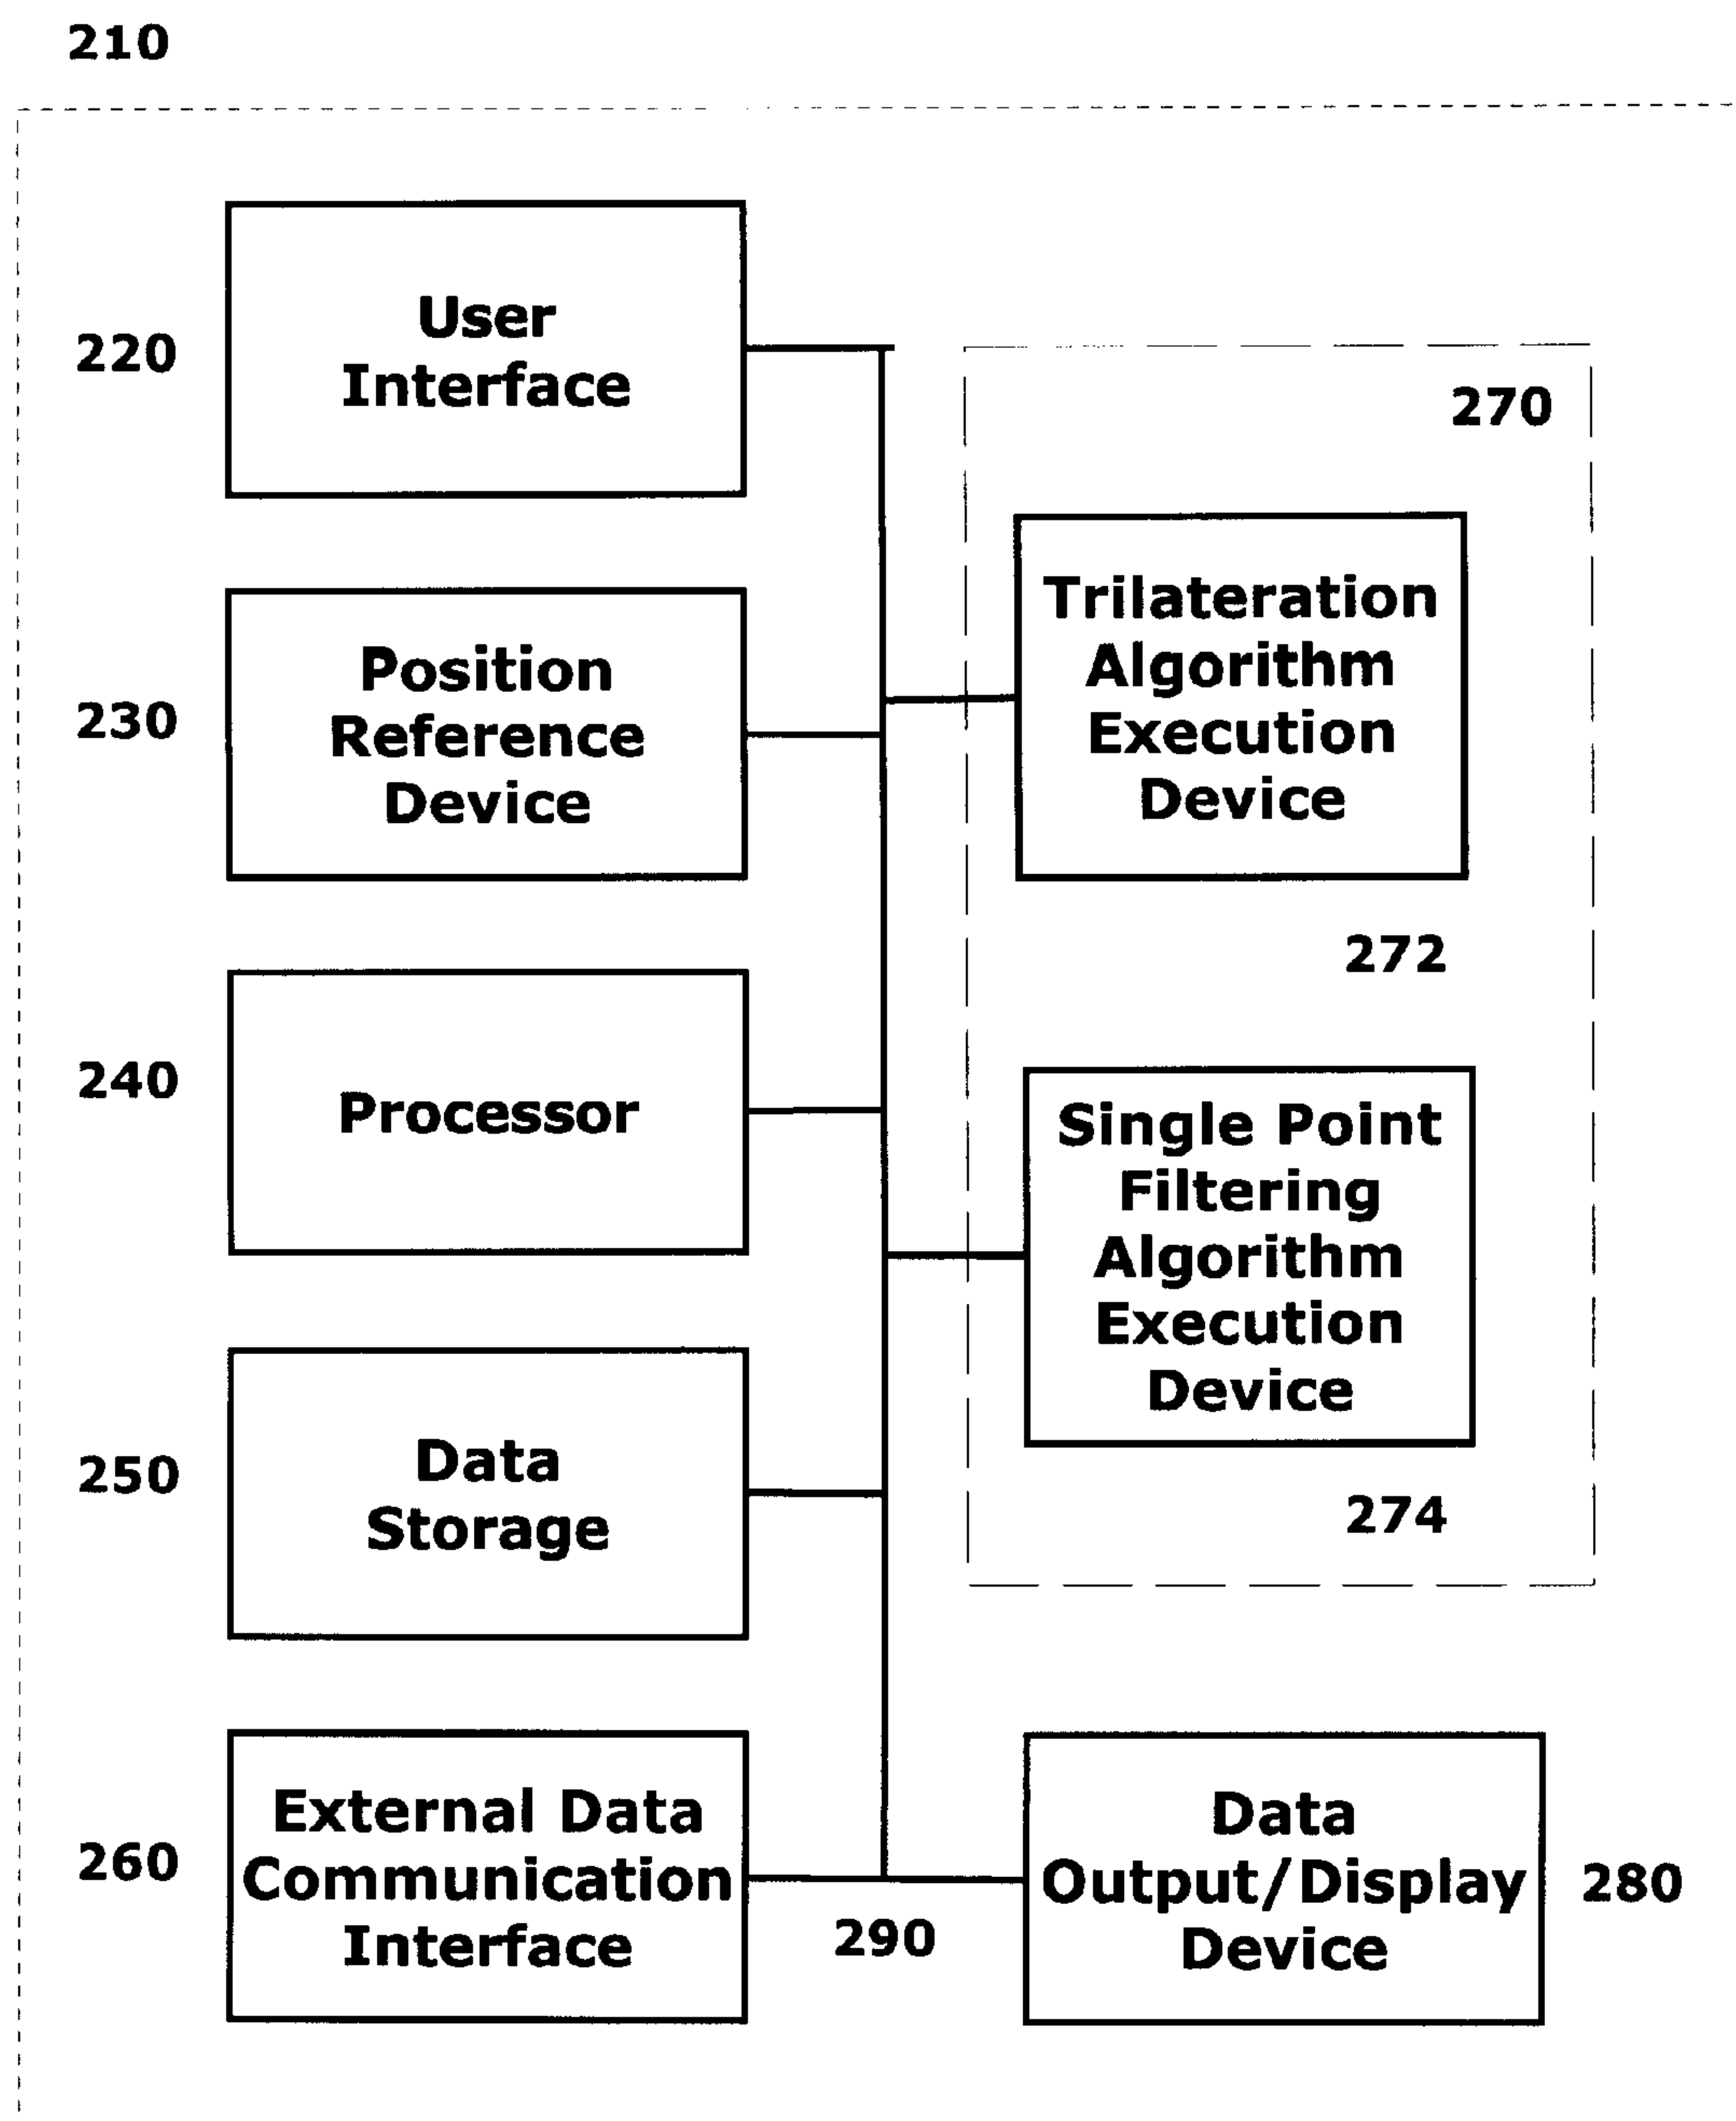 210
220
User
Interface
270
230
Position
Reference
Device
Trilateration
Algorithm
Execution
Device
272
240
Processor
Single Point
Filtering
Algorithm
Execution
Device
274
250
Data
Storage
260
External Data
Communication
Interface
290
Data
Output/Display
Device
280